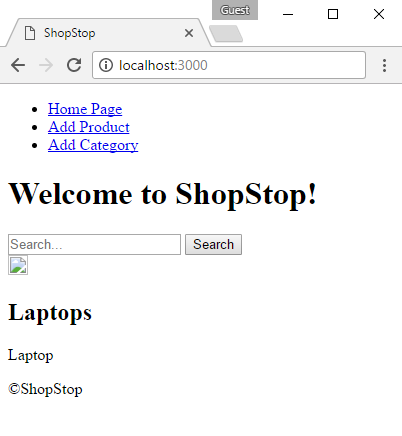 Guest
ShopStop
localhost:3000
Home Page
Add Product
Add Category
Welcome to ShopStop!
Search... Search
Laptops
Laptop
©ShopStop